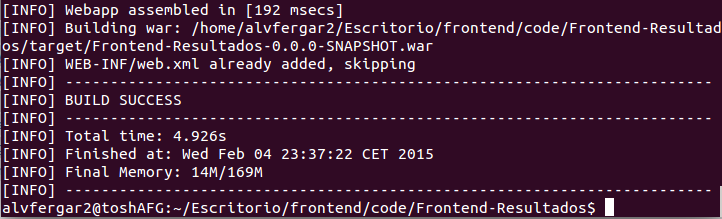 [INFO] Webapp assembled in [192 msecs]
[INFO] Building war: /home/alvfergar2/Escritorio/frontend/code/Frontend-Resultad
os/target/Frontend-Resultados-0.0.0-SNAPSHOT.war
[INFO] WEB-INF/web.xml already added, skipping
[INFO] ------------------------------------------------------------------------
[INFO] BUILD SUCCESS
[INFO] ------------------------------------------------------------------------
[INFO] Total time: 4.926s
[INFO] Finished at: Wed Feb 04 23:37:22 CET 2015
[INFO] Final Memory: 14M/169M
[INFO] ------------------------------------------------------------------------
alvfergar2@toshAFG:~/Escritorio/frontend/code/Frontend-Resultados$